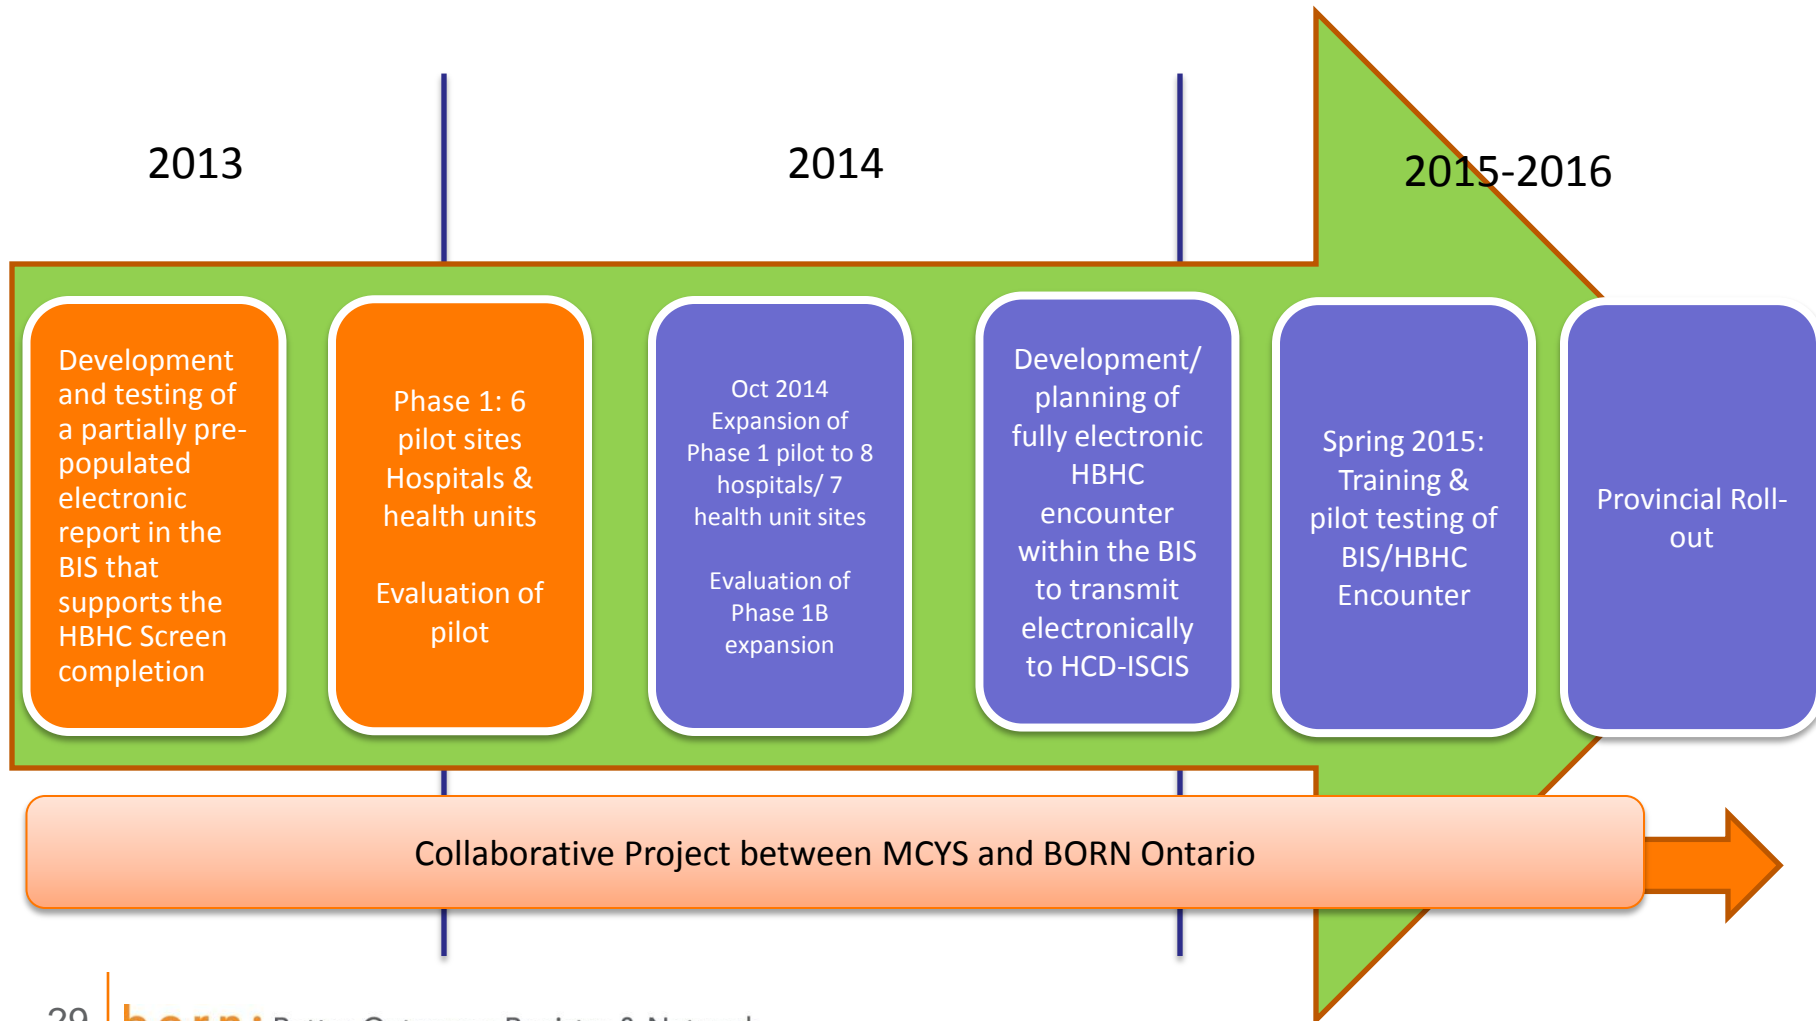 2013
2014
2015-2016
Development
and testing of
a partially pre-
populated
electronic
report in the
BIS that
supports the
HBHC Screen
completion
Phase 1: 6
pilot sites
Hospitals &
health units
Evaluation of
pilot
Oct 2014
Expansion of
Phase 1 pilot to 8
hospitals/ 7
health unit sites
Evaluation of
Phase 1B
expansion
Development/
planning of
fully electronic
HBHC
encounter
within the BIS
to transmit
electronically
to HCD-ISCIS
Spring 2015:
Training &
pilot testing of
BIS/HBHC
Encounter
Provincial Roll-
out
Collaborative Project between MCYS and BORN Ontario
29